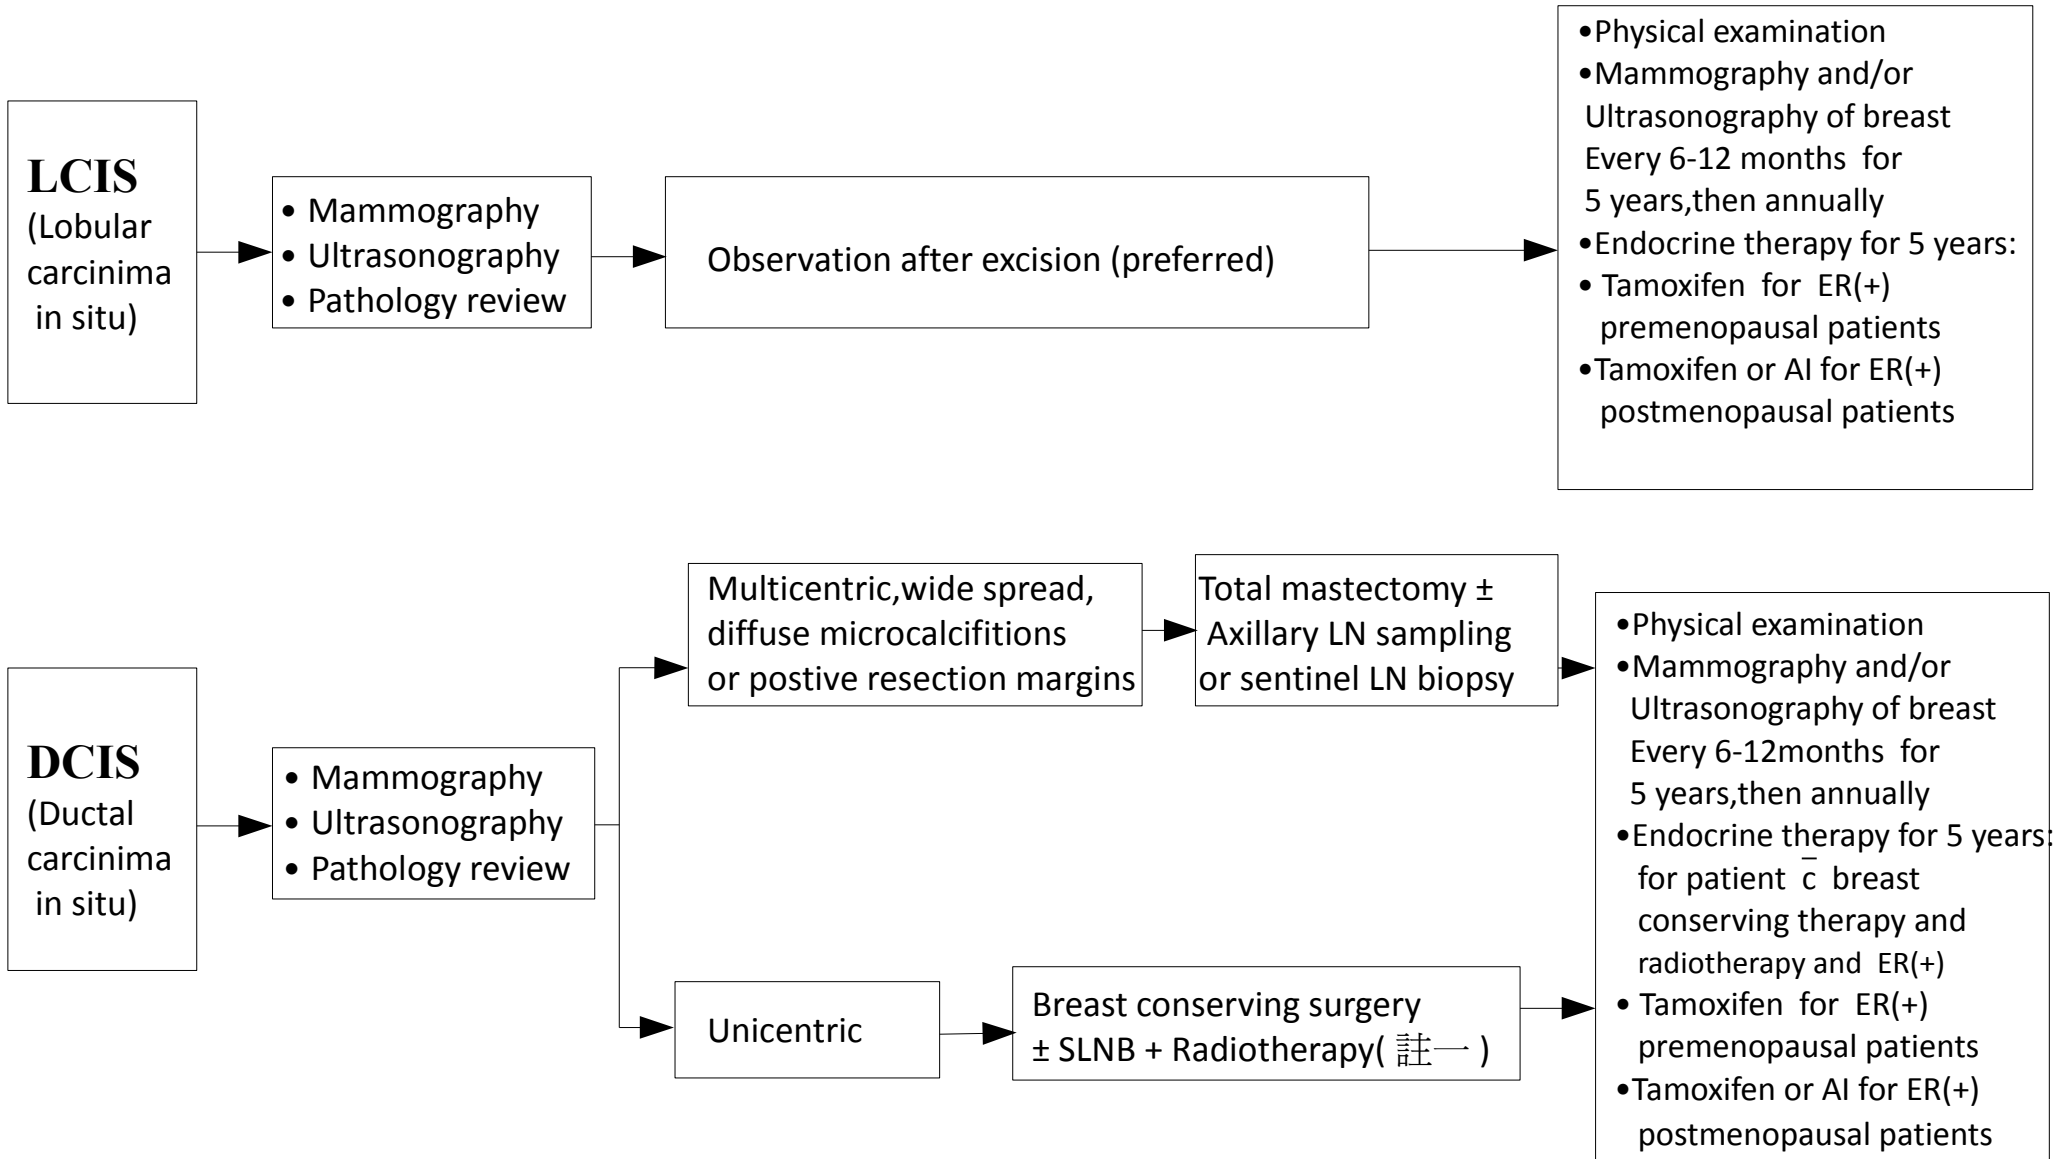 LCIS
(Lobular
carcinima
in situ)
• Mammography
• Ultrasonography
• Pathology review
Observation after excision (preferred)
•Physical examination
•Mammography and/or
Ultrasonography of breast
Every 6-12 months for
5 years,then annually
•Endocrine therapy for 5 years:
• Tamoxifen for ER(+)
premenopausal patients
•Tamoxifen or AI for ER(+)
postmenopausal patients
DCIS
(Ductal
carcinima
in situ)
• Mammography
• Ultrasonography
• Pathology review
Multicentric,wide spread,
diffuse microcalcifitions
or postive resection margins
Total mastectomy ±
Axillary LN sampling
or sentinel LN biopsy
Unicentric
Breast conserving surgery
± SLNB + Radiotherapy( 註一 )
•Physical examination
•Mammography and/or
Ultrasonography of breast
Every 6-12months for
5 years,then annually
•Endocrine therapy for 5 years:
for patient c̅ breast
conserving therapy and
radiotherapy and ER(+)
• Tamoxifen for ER(+)
premenopausal patients
•Tamoxifen or AI for ER(+)
postmenopausal patients